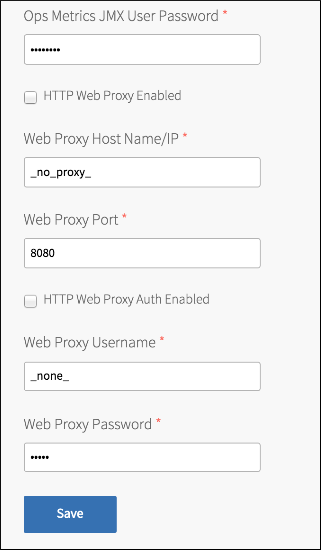 Ops Metrics JMX User Password *
••••••••
HTTP Web Proxy Enabled
Web Proxy Host Name/IP *
_no_proxy_
Web Proxy Port *
8080
HTTP Web Proxy Auth Enabled
Web Proxy Username *
_none_
Web Proxy Password *
•••••
Save